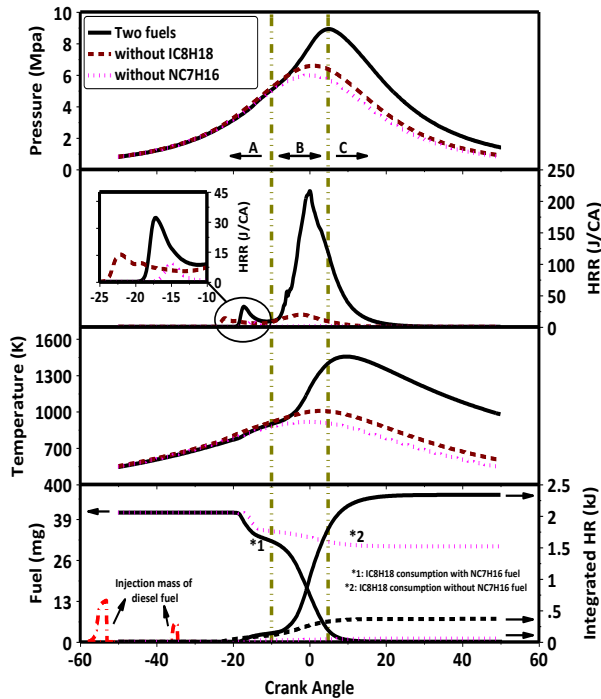 10
8
6
4
2
0
Pressure (Mpa)
Two fuels
without IC8H18
without NC7H16
A
B
C
45
30
15
0
HRR (J/CA)
-25 -20 -15 -10
250
200
150
100
50
0
HRR (J/CA)
1600
1300
1000
700
400
Temperature (K)
39
26
13
0
Fuel (mg)
*1
*2
*1: IC8H18 consumption with NC7H16 fuel
*2: IC8H18 consumption without NC7H16 fuel
Injection mass of
diesel fuel
2.5
2
1.5
1
.5
0
Integrated HR (kJ)
-60 -40 -20 0 20 40 60
Crank Angle